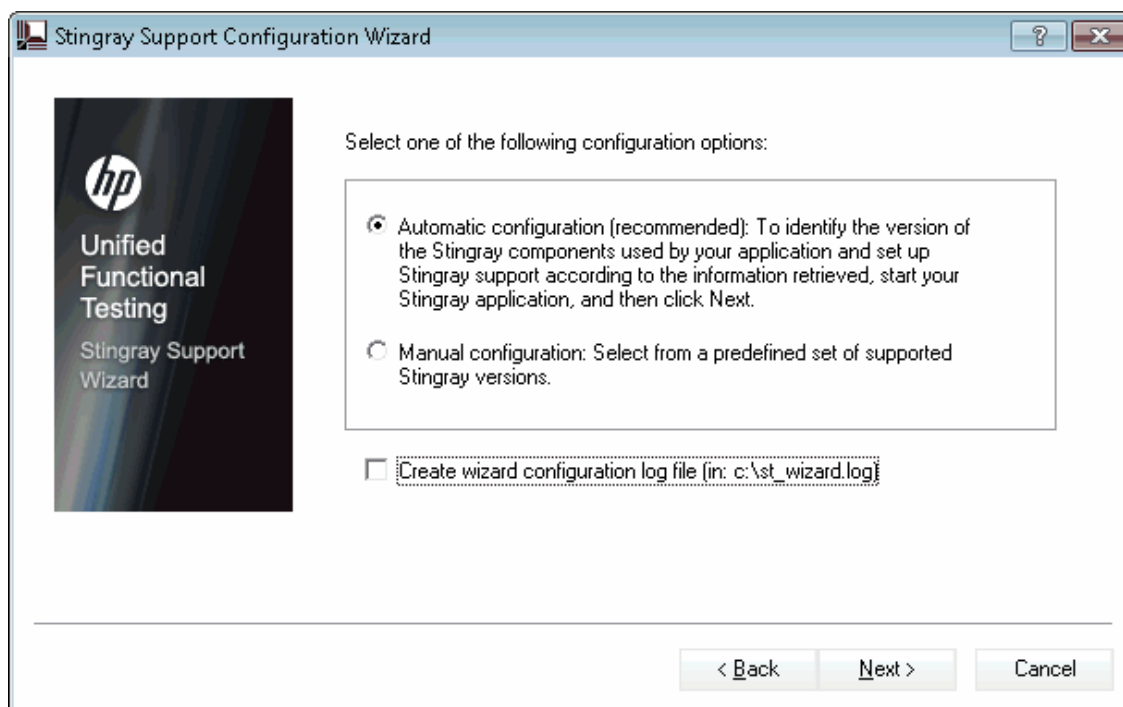 Stingray Support Configuration Wizard
?
hp
Unified
Functional
Testing
Stingray Support
Wizard
Select one of the following configuration options:
Automatic configuration (recommended): To identify the version of
the Stingray components used by your application and set up
Stingray support according to the information retrieved, start your
Stingray application, and then click Next.
Manual configuration: Select from a predefined set of supported
Stingray versions.
Create wizard configuration log file (in: c:\st_wizard.log)
< Back
Next >
Cancel